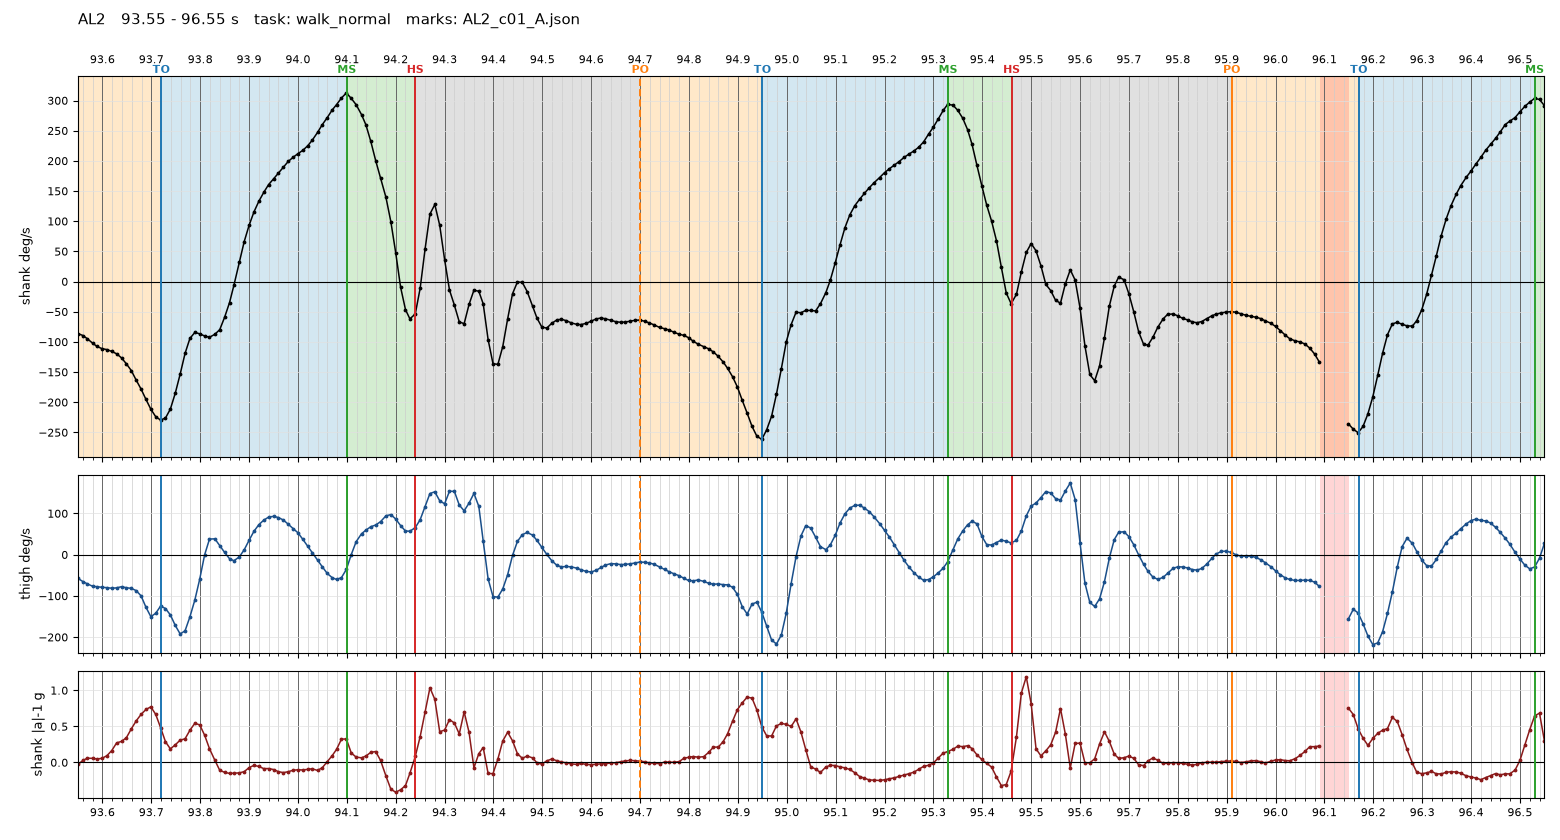 AL2   93.55 - 96.55 s   task: walk_normal   marks: AL2_c01_A.json
93.6 93.7 93.8 93.9 94.0 94.1 94.2 94.3 94.4 94.5 94.6 94.7 94.8 94.9 95.0 95.1 95.2 95.3 95.4 95.5 95.6 95.7 95.8 95.9 96.0 96.1 96.2 96.3 96.4 96.5
TO MS HS PO TO MS HS PO TO MS
shank deg/s
300
250
200
150
100
50
0
−50
−100
−150
−200
−250
thigh deg/s
100
0
−100
−200
shank |a|-1 g
1.0
0.5
0.0
93.6 93.7 93.8 93.9 94.0 94.1 94.2 94.3 94.4 94.5 94.6 94.7 94.8 94.9 95.0 95.1 95.2 95.3 95.4 95.5 95.6 95.7 95.8 95.9 96.0 96.1 96.2 96.3 96.4 96.5